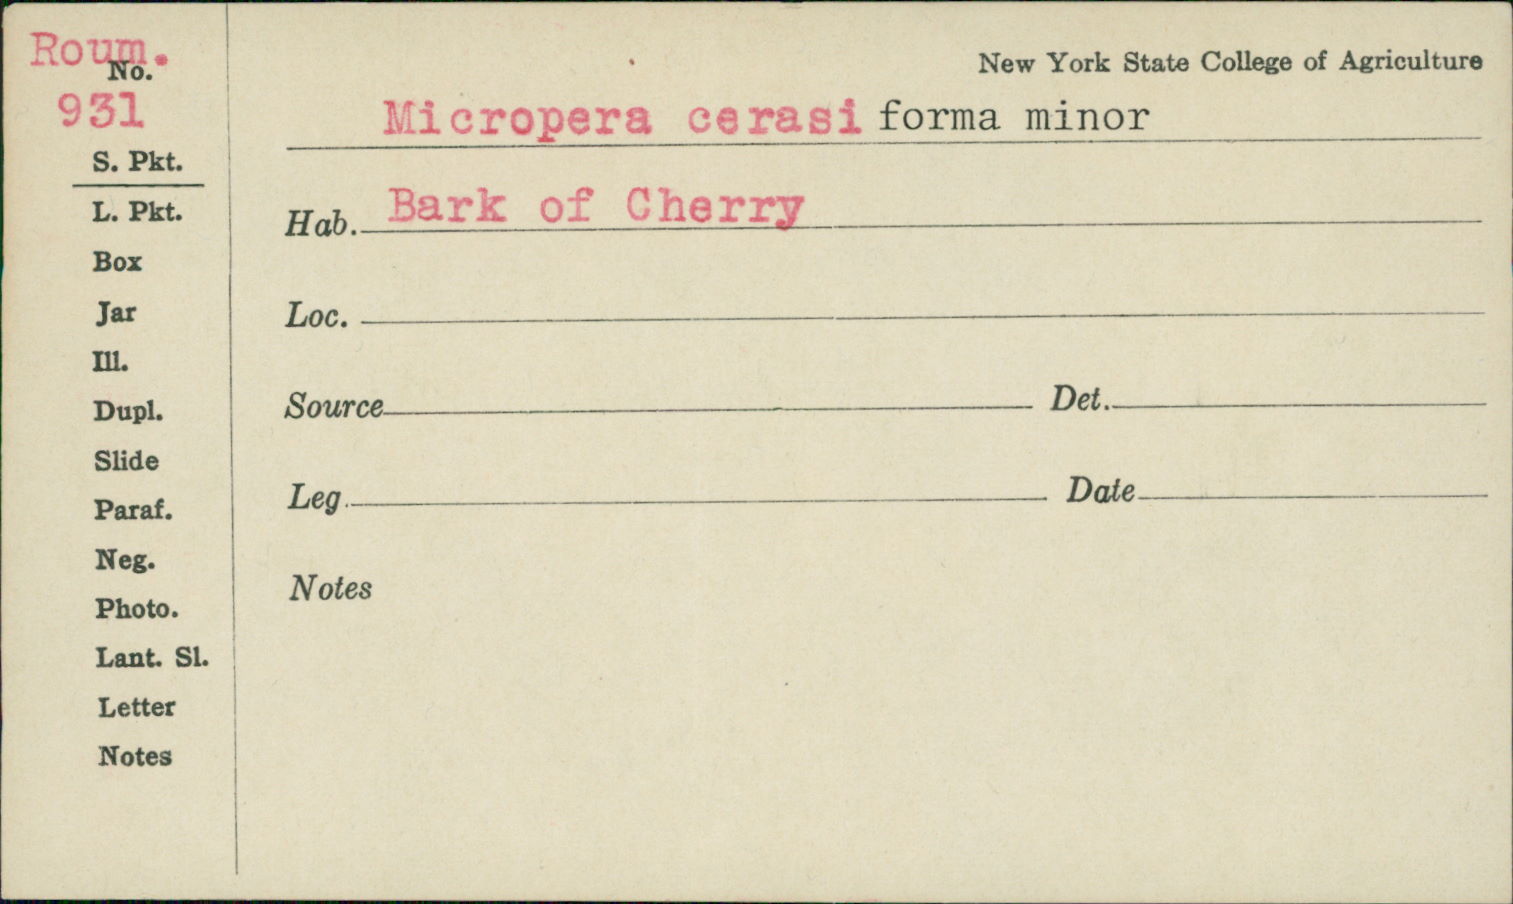 Roum.
No.
931
S. Pkt.
L. Pkt.
Box
Jar
Ill.
Dupl.
Slide
Paraf.
Neg.
Photo.
Lant. Sl.
Letter
Notes
New York State College of Agriculture
Micropera cerasi forma minor
Hab. Bark of Cherry
Loc.
Source Det.
Leg. Date
Notes